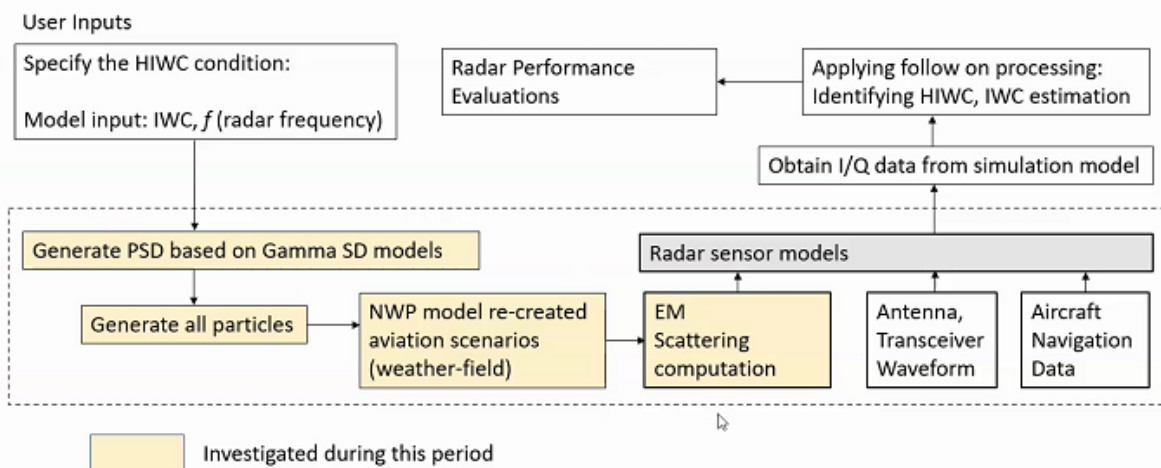 User Inputs
Specify the HIWC condition:
Model input: IWC, f (radar frequency)
Radar Performance
Evaluations
Applying follow on processing:
Identifying HIWC, IWC estimation
Obtain I/Q data from simulation model
Generate PSD based on Gamma SD models
Radar sensor models
Generate all particles
NWP model re-created
aviation scenarios
(weather-field)
EM
Scattering
computation
Antenna,
Transceiver
Waveform
Aircraft
Navigation
Data
Investigated during this period